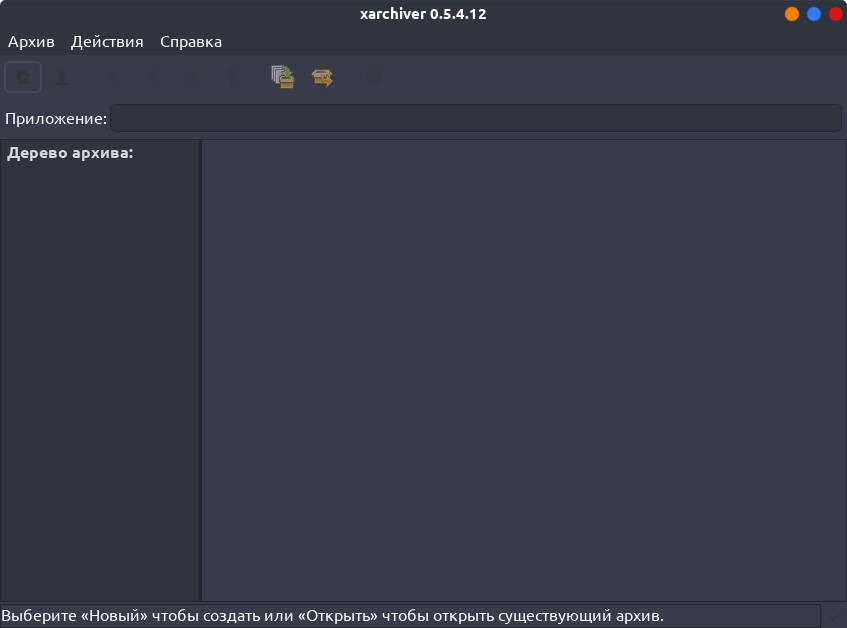 xarchiver 0.5.4.12
Архив Действия Справка
Приложение:
Дерево архива:
Выберите «Новый» чтобы создать или «Открыть» чтобы открыть существующий архив.